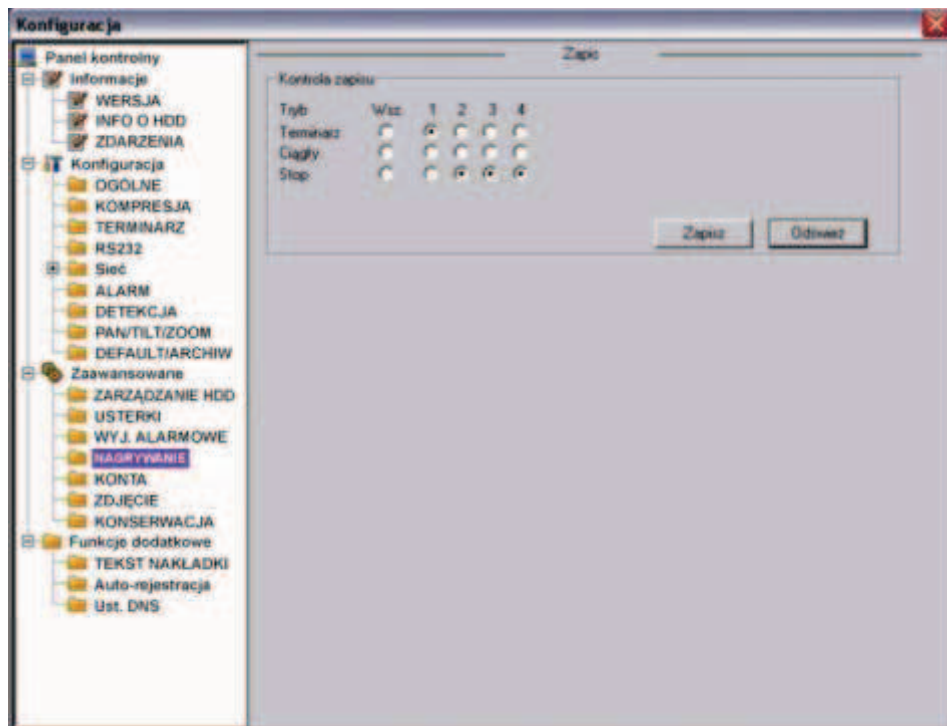 Konfiguracja
Panel kontrolny
Informacje
WERSJA
INFO O HDD
ZDARZENIA
Konfiguracja
OGÓLNE
KOMPRESJA
TERMINARZ
RS232
Sieć
ALARM
DETEKCJA
PAN/TILT/ZOOM
DEFAULT/ARCHIW
Zaawansowane
ZARZĄDZANIE HDD
USTERKI
WYJ. ALARMOWE
NAGRYWANIE
KONTA
ZDJĘCIE
KONSERWACJA
Funkcje dodatkowe
TEKST NAKŁADKI
Auto-rejestracja
Ust. DNS
Zapis
Kontrola zapisu
Tryb Wsz. 1 2 3 4
Terminarz
Ciągły
Stop
Zapisz Odśwież